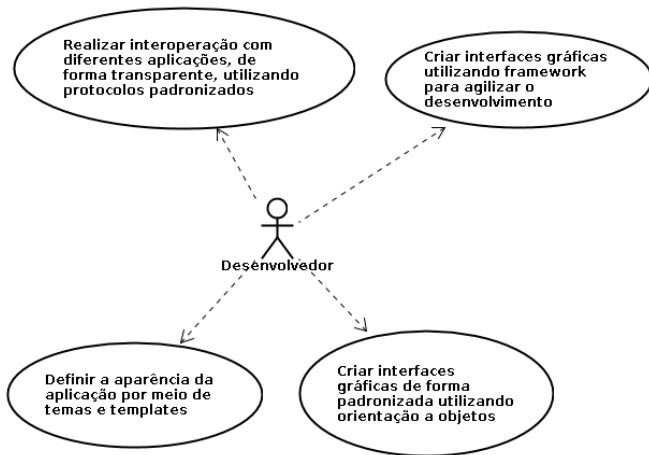 Realizar interoperação com
diferentes aplicações, de
forma transparente, utilizando
protocolos padronizados
Criar interfaces gráficas
utilizando framework
para agilizar o
desenvolvimento
Desenvolvedor
Definir a aparência da
aplicação por meio de
temas e templates
Criar interfaces
gráficas de forma
padronizada utilizando
orientação a objetos